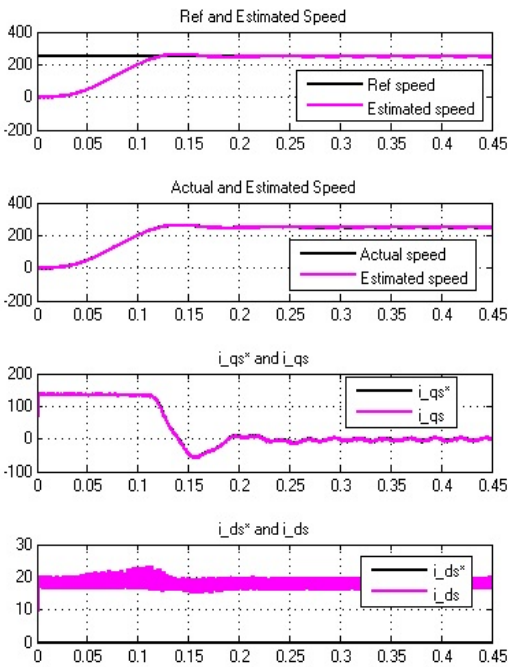 Ref and Estimated Speed
400
200
0
-200
Ref speed
Estimated speed
0 0.05 0.1 0.15 0.2 0.25 0.3 0.35 0.4 0.45
Actual and Estimated Speed
400
200
0
-200
Actual speed
Estimated speed
0 0.05 0.1 0.15 0.2 0.25 0.3 0.35 0.4 0.45
i_qs* and i_qs
200
100
0
-100
i_qs*
i_qs
0 0.05 0.1 0.15 0.2 0.25 0.3 0.35 0.4 0.45
i_ds* and i_ds
30
20
10
0
i_ds*
i_ds
0 0.05 0.1 0.15 0.2 0.25 0.3 0.35 0.4 0.45